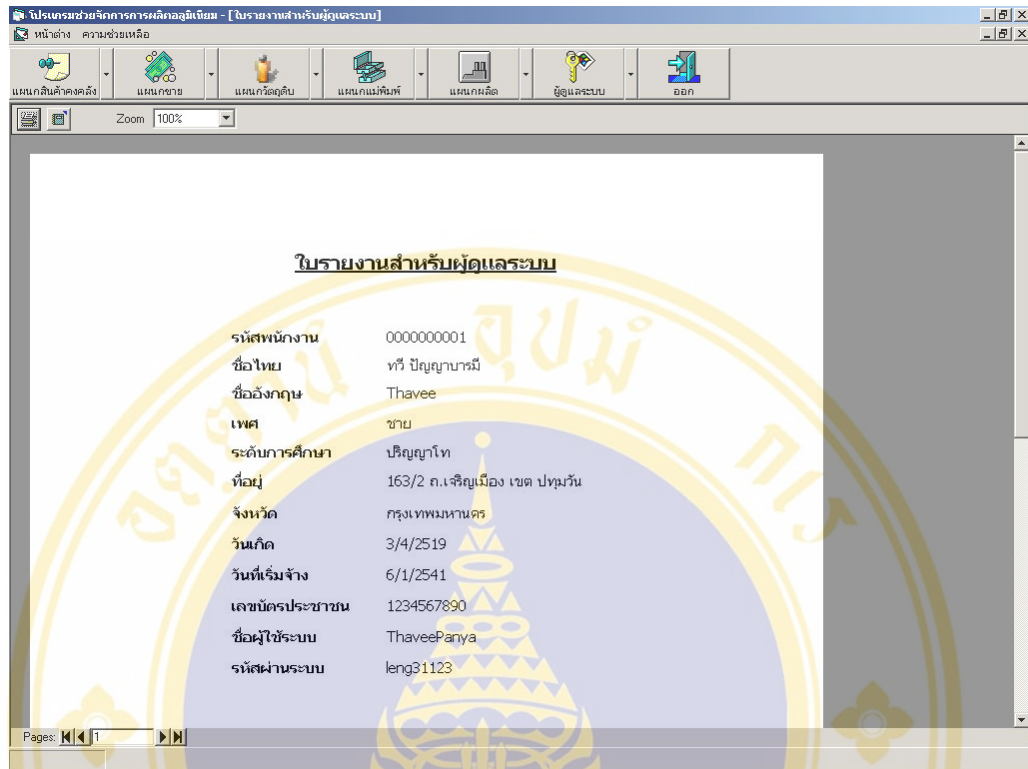 โปรแกรมช่วยจัดการการผลิตอลูมิเนียม - [ใบรายงานสำหรับผู้ดูแลระบบ]
หน้าต่าง ความช่วยเหลือ
แผนกสินค้าคงคลัง แผนกขาย แผนกวัตถุดิบ แผนกแม่พิมพ์ แผนกผลิต ผู้ดูแลระบบ ออก
Zoom 100%
ใบรายงานสำหรับผู้ดูแลระบบ
รหัสพนักงาน 0000000001
ชื่อไทย ทวี ปัญญาบารมี
ชื่ออังกฤษ Thavee
เพศ ชาย
ระดับการศึกษา ปริญญาโท
ที่อยู่ 163/2 ถ.เจริญเมือง เขต ปทุมวัน
จังหวัด กรุงเทพมหานคร
วันเกิด 3/4/2519
วันที่เริ่มจ้าง 6/1/2541
เลขบัตรประชาชน 1234567890
ชื่อผู้ใช้ระบบ ThaveePanya
รหัสผ่านระบบ leng31123
Pages: 1